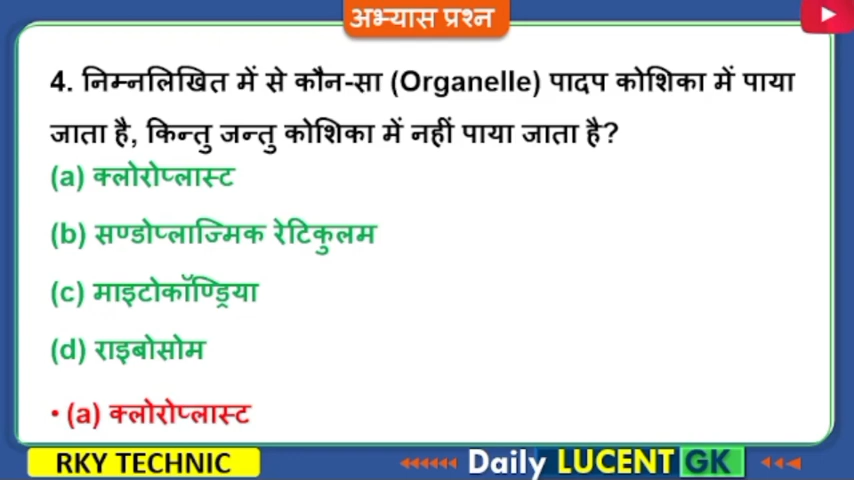 अभ्यास प्रश्न
4. निम्नलिखित में से कौन-सा (Organelle) पादप कोशिका में पाया
जाता है, किन्तु जन्तु कोशिका में नहीं पाया जाता है?
(a) क्लोरोप्लास्ट
(b) सण्डोप्लाज्मिक रेटिकुलम
(c) माइटोकॉण्ड्रिया
(d) राइबोसोम
• (a) क्लोरोप्लास्ट
RKY TECHNIC
Daily LUCENT GK